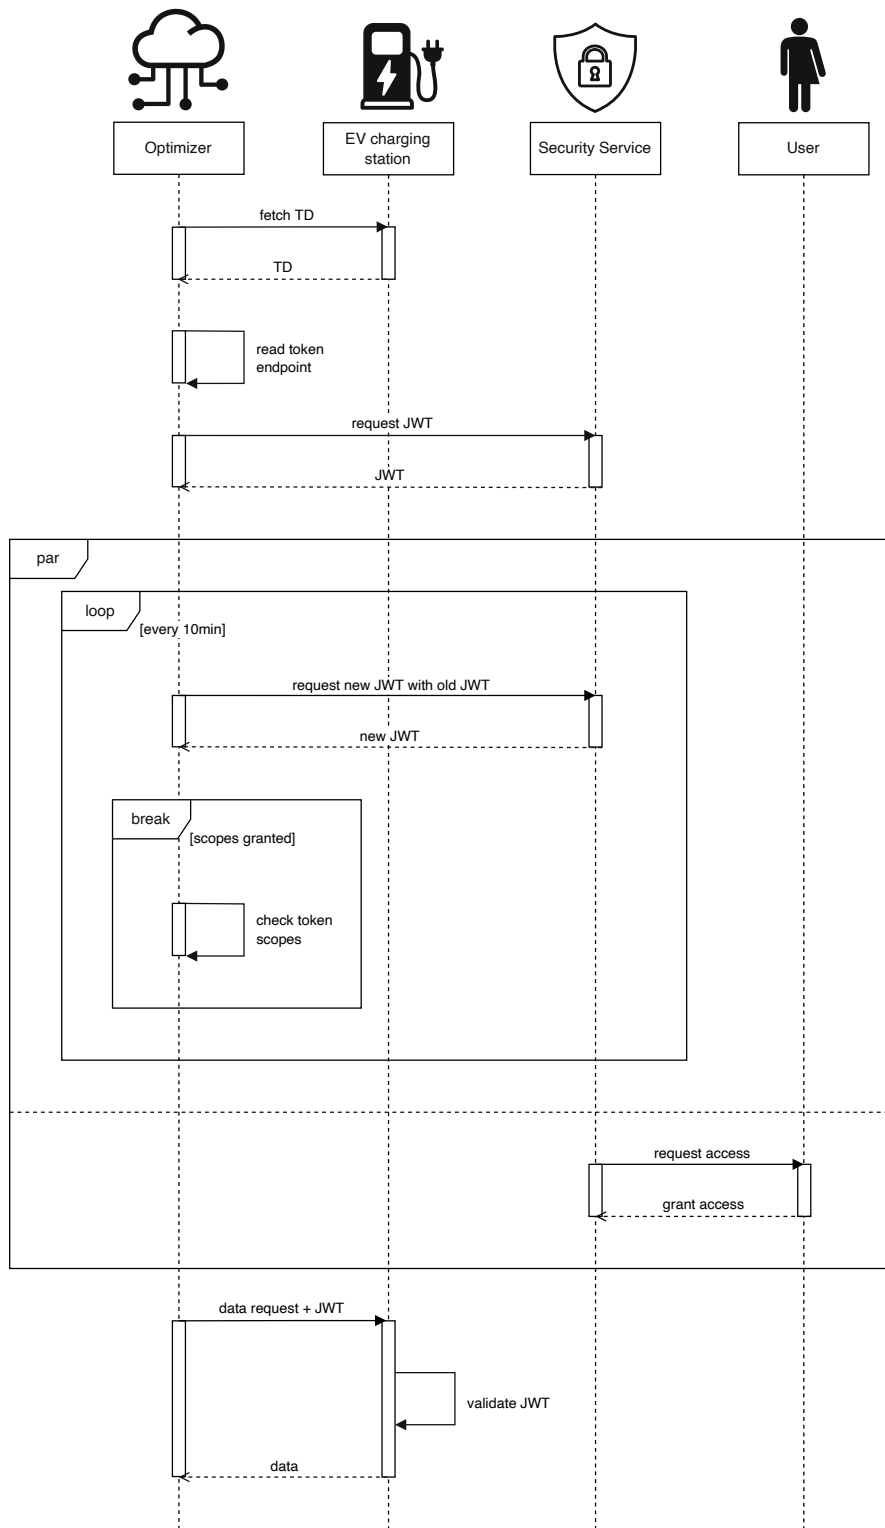 Optimizer
EV charging
station
Security Service
User
fetch TD
TD
read token
endpoint
request JWT
JWT
par
loop
[every 10min]
request new JWT with old JWT
new JWT
break
[scopes granted]
check token
scopes
request access
grant access
data request + JWT
validate JWT
data